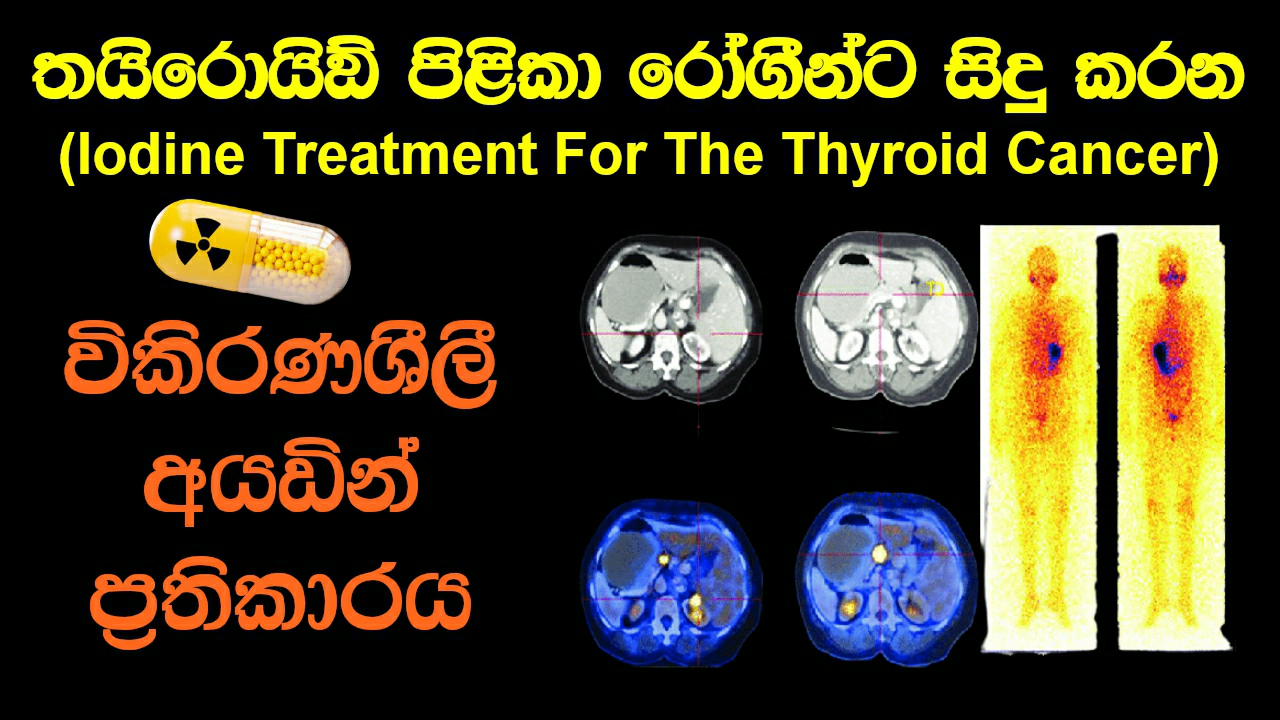 තයිරොයිඞ් පිළිකා රෝගීන්ට සිදු කරන
(Iodine Treatment For The Thyroid Cancer)
විකිරණශීලී
අයඩින්
ප්‍රතිකාරය